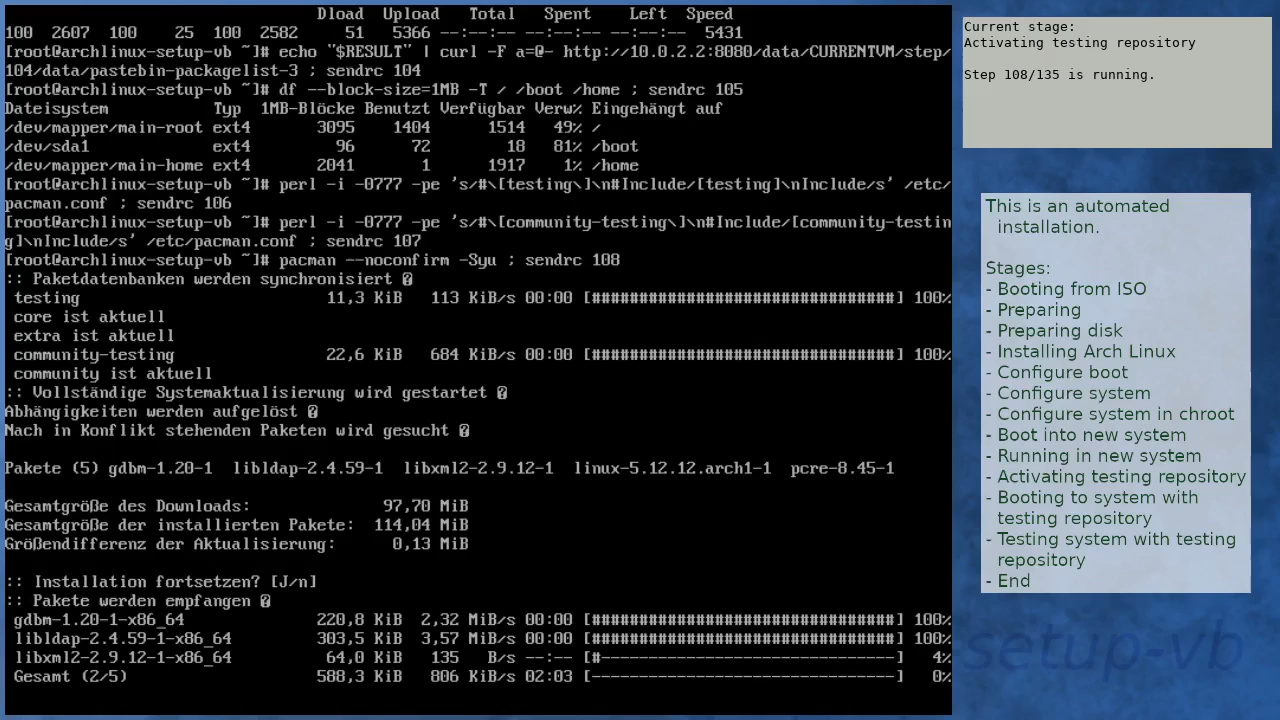 Dload  Upload   Total   Spent    Left  Speed
100  2607  100    25  100  2582     51   5366 --:--:-- --:--:-- --:--:--  5431
[root@archlinux-setup-vb ~]# echo "$RESULT" | curl -F a=@- http://10.0.2.2:8080/data/CURRENTVM/step/
104/data/pastebin-packagelist-3 ; sendrc 104
[root@archlinux-setup-vb ~]# df --block-size=1MB -T / /boot /home ; sendrc 105
Dateisystem           Typ  1MB-Blöcke Benutzt Verfügbar Verw% Eingehängt auf
/dev/mapper/main-root ext4       3095    1404      1514   49% /
/dev/sda1             ext4         96      72        18   81% /boot
/dev/mapper/main-home ext4       2041       1      1917    1% /home
[root@archlinux-setup-vb ~]# perl -i -0777 -pe 's/#\[testing\]\n#Include/[testing]\nInclude/s' /etc/
pacman.conf ; sendrc 106
[root@archlinux-setup-vb ~]# perl -i -0777 -pe 's/#\[community-testing\]\n#Include/[community-testin
g]\nInclude/s' /etc/pacman.conf ; sendrc 107
[root@archlinux-setup-vb ~]# pacman --noconfirm -Syu ; sendrc 108
:: Paketdatenbanken werden synchronisiert �
testing                          11,3 KiB   113 KiB/s 00:00 [################################] 100%
core ist aktuell
extra ist aktuell
community-testing                22,6 KiB   684 KiB/s 00:00 [################################] 100%
community ist aktuell
:: Vollständige Systemaktualisierung wird gestartet �
Abhängigkeiten werden aufgelöst �
Nach in Konflikt stehenden Paketen wird gesucht �
Pakete (5) gdbm-1.20-1  libldap-2.4.59-1  libxml2-2.9.12-1  linux-5.12.12.arch1-1  pcre-8.45-1
Gesamtgröße des Downloads:              97,70 MiB
Gesamtgröße der installierten Pakete:  114,04 MiB
Größendifferenz der Aktualisierung:      0,13 MiB
:: Installation fortsetzen? [J/n]
:: Pakete werden empfangen �
gdbm-1.20-1-x86_64              220,8 KiB  2,32 MiB/s 00:00 [################################] 100%
libldap-2.4.59-1-x86_64         303,5 KiB  3,57 MiB/s 00:00 [################################] 100%
libxml2-2.9.12-1-x86_64          64,0 KiB   135   B/s --:-- [#-------------------------------]   4%
Gesamt (2/5)                    588,3 KiB   806 KiB/s 02:03 [--------------------------------]   0%
Current stage:
Activating testing repository
Step 108/135 is running.
This is an automated
installation.
Stages:
- Booting from ISO
- Preparing
- Preparing disk
- Installing Arch Linux
- Configure boot
- Configure system
- Configure system in chroot
- Boot into new system
- Running in new system
- Activating testing repository
- Booting to system with
testing repository
- Testing system with testing
repository
- End
setup-vb